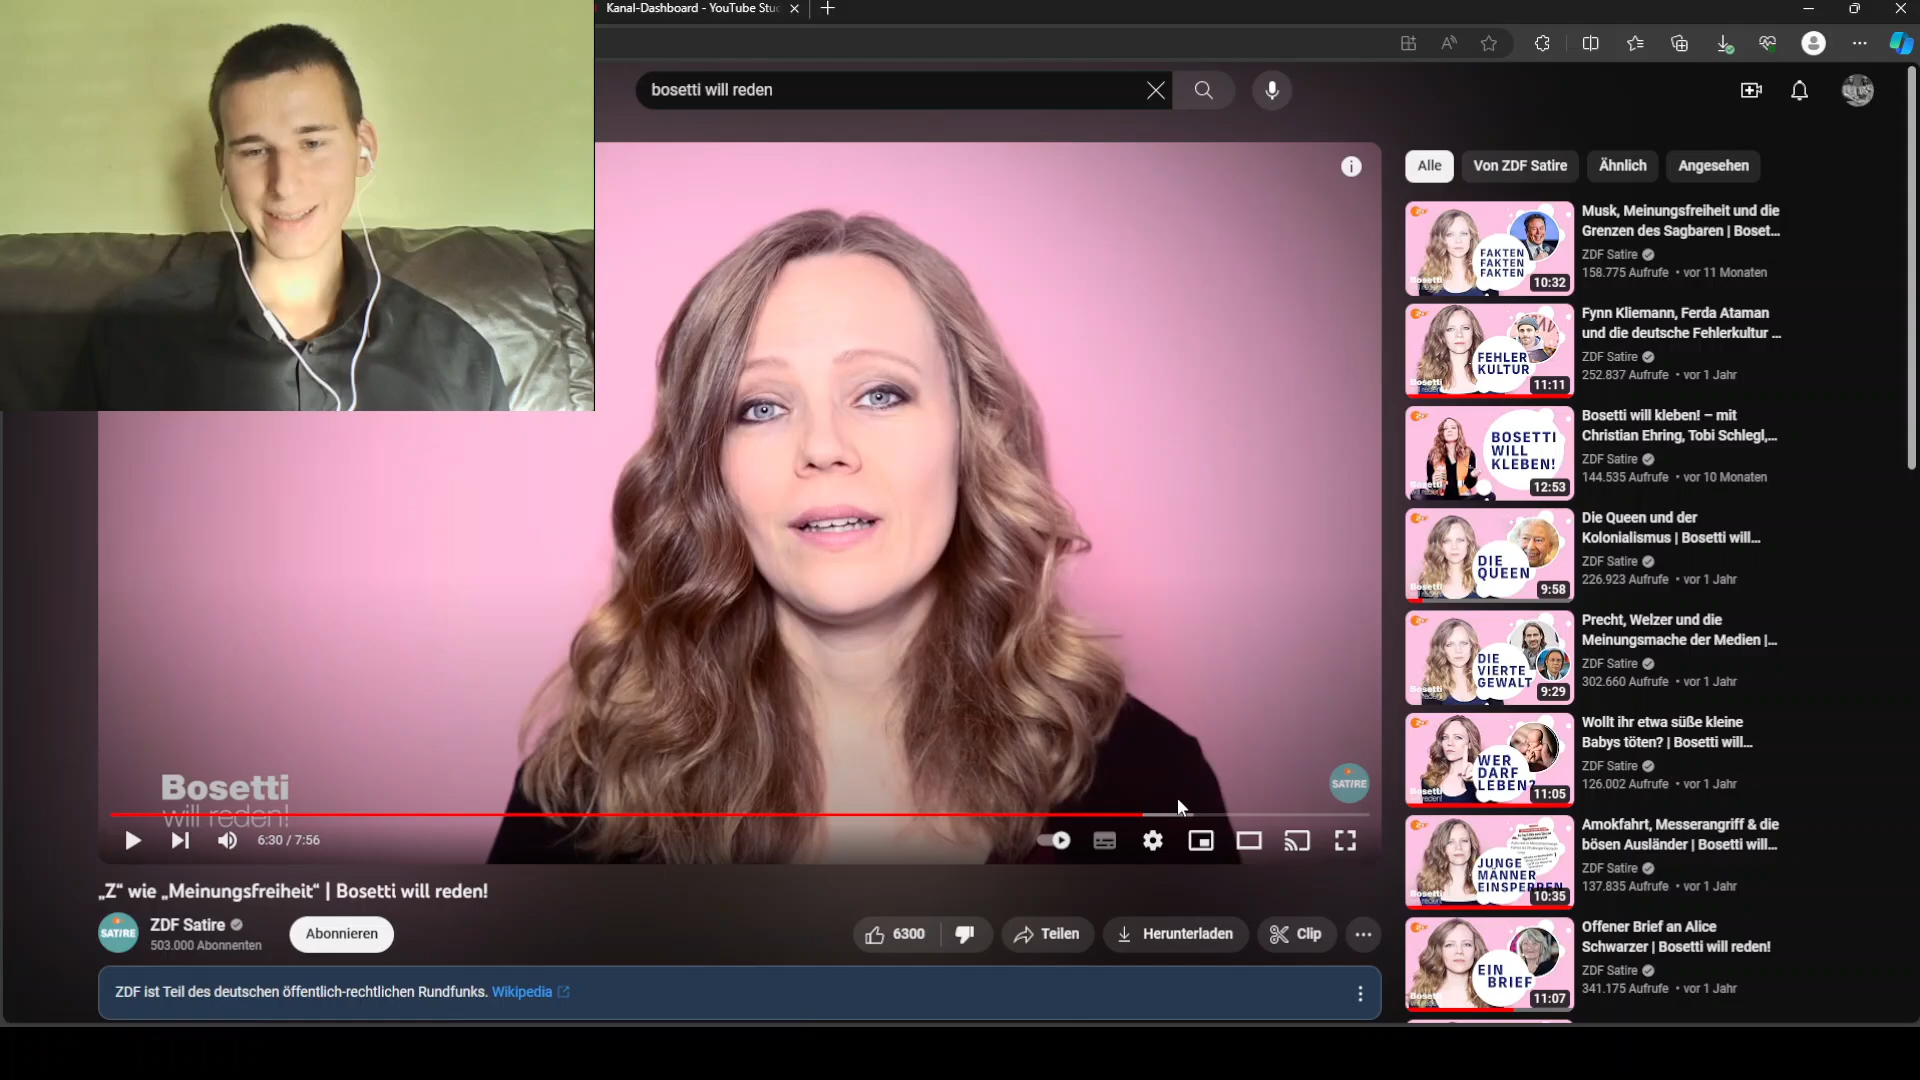 Kanal-Dashboard - YouTube Stu
bosetti will reden
Alle
Von ZDF Satire
Ähnlich
Angesehen
FAKTEN
FAKTEN
FAKTEN
Bosetti
10:32
Musk, Meinungsfreiheit und die
Grenzen des Sagbaren | Boset...
ZDF Satire
158.775 Aufrufe • vor 11 Monaten
FEHLER
KULTUR
Bosetti
11:11
Fynn Kliemann, Ferda Ataman
und die deutsche Fehlerkultur ...
ZDF Satire
252.837 Aufrufe • vor 1 Jahr
BOSETTI
WILL
KLEBEN!
12:53
Bosetti will kleben! – mit
Christian Ehring, Tobi Schlegl,...
ZDF Satire
144.535 Aufrufe • vor 10 Monaten
DIE
QUEEN
Bosetti
9:58
Die Queen und der
Kolonialismus | Bosetti will...
ZDF Satire
226.923 Aufrufe • vor 1 Jahr
DIE
VIERTE
GEWALT
Bosetti
9:29
Precht, Welzer und die
Meinungsmache der Medien |...
ZDF Satire
302.660 Aufrufe • vor 1 Jahr
WER
DARF
LEBEN?
Bosetti
11:05
Wollt ihr etwa süße kleine
Babys töten? | Bosetti will...
ZDF Satire
126.002 Aufrufe • vor 1 Jahr
JUNGE
MÄNNER
EINSPERREN
Bosetti
10:35
Amokfahrt, Messerangriff & die
bösen Ausländer | Bosetti will...
ZDF Satire
137.835 Aufrufe • vor 1 Jahr
EIN
BRIEF
Bosetti
11:07
Offener Brief an Alice
Schwarzer | Bosetti will reden!
ZDF Satire
341.175 Aufrufe • vor 1 Jahr
Bosetti
will reden!
SATIRE
6:30 / 7:56
„Z“ wie „Meinungsfreiheit“ | Bosetti will reden!
SATIRE
ZDF Satire
503.000 Abonnenten
Abonnieren
6300
Teilen
Herunterladen
Clip
ZDF ist Teil des deutschen öffentlich-rechtlichen Rundfunks. Wikipedia